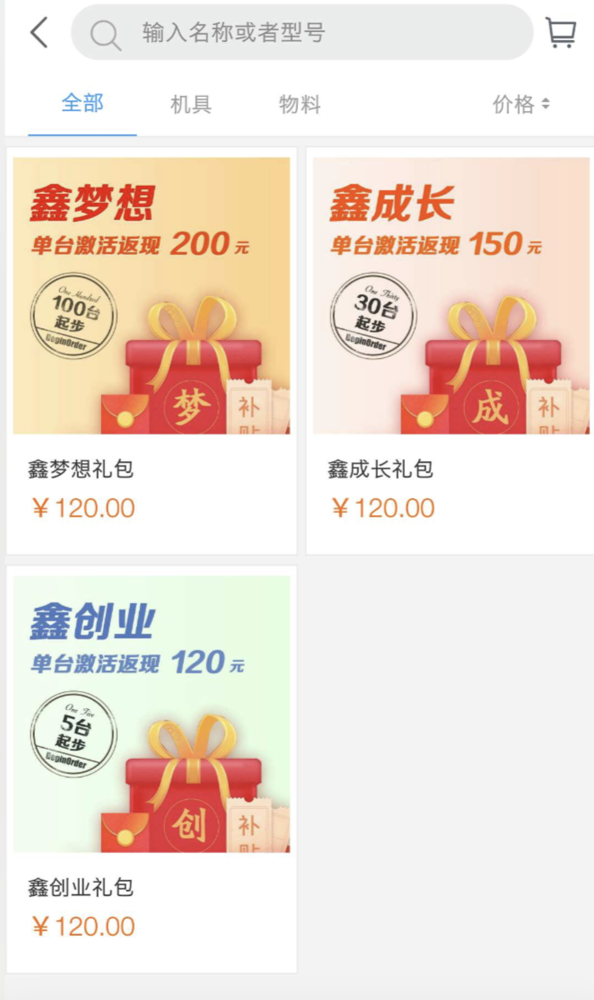 输入名称或者型号
全部
机具
物料
价格
鑫梦想
单台激活返现 200 元
One Hundred
100台
起步
BeginOrder
梦
补
贴
鑫梦想礼包
￥120.00
鑫成长
单台激活返现 150 元
One Thirty
30台
起步
BeginOrder
成
补
贴
鑫成长礼包
￥120.00
鑫创业
单台激活返现 120 元
One Five
5台
起步
BeginOrder
创
补
贴
鑫创业礼包
￥120.00